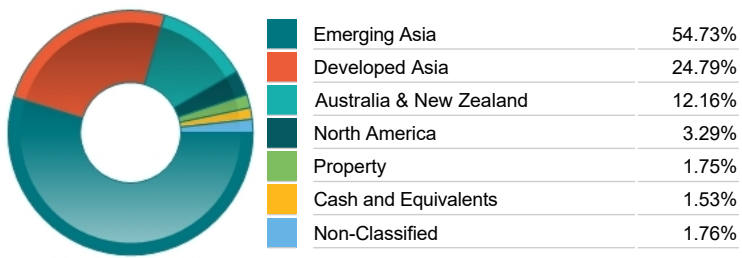 Emerging Asia 54.73%
Developed Asia 24.79%
Australia & New Zealand 12.16%
North America 3.29%
Property 1.75%
Cash and Equivalents 1.53%
Non-Classified 1.76%